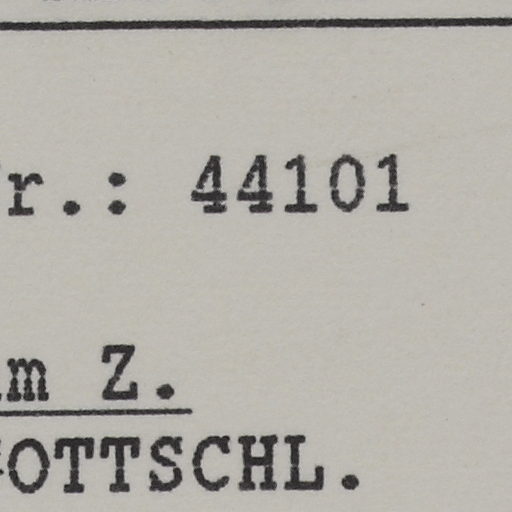 r.: 44101
m Z.
OTTSCHL.